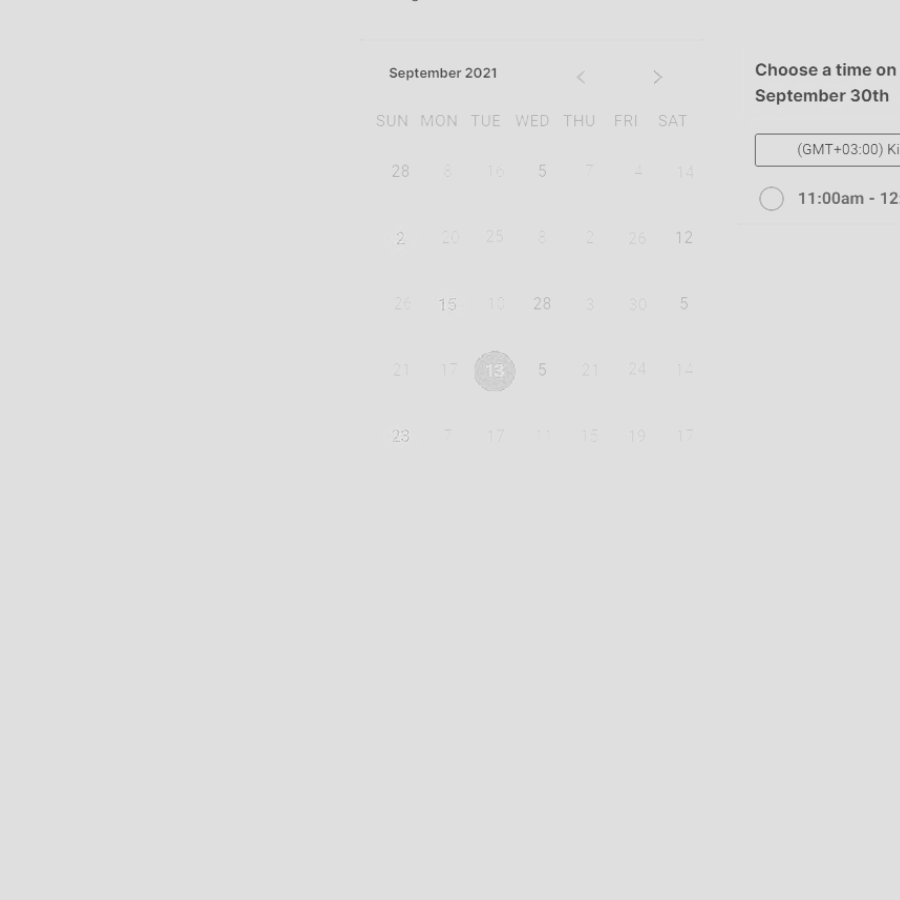 September 2021
SUN MON TUE WED THU FRI SAT
28 8 16 5 7 4 14
2 20 25 8 2 26 12
26 15 10 28 3 30 5
21 17 13 5 21 24 14
23 7 17 11 15 19 17
Choose a time on
September 30th
(GMT+03:00) Ki
11:00am - 12: